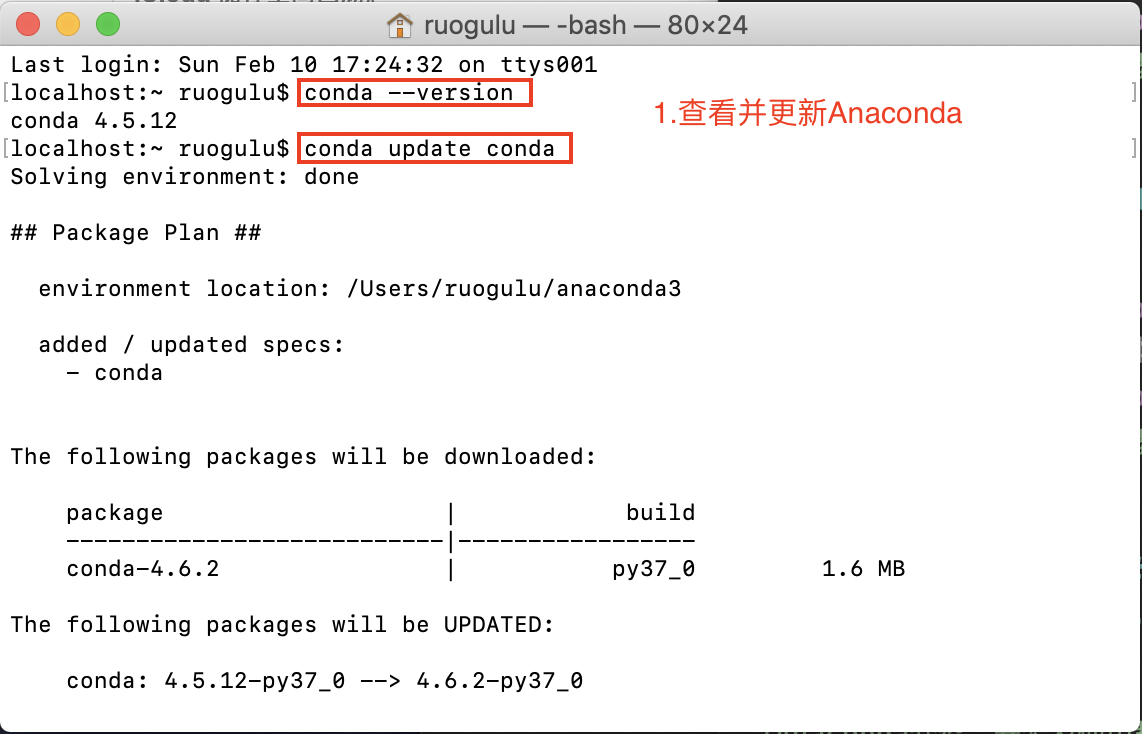 ruogulu — -bash — 80×24
Last login: Sun Feb 10 17:24:32 on ttys001
[localhost:~ ruogulu$ conda --version ]
1.查看并更新Anaconda
conda 4.5.12
[localhost:~ ruogulu$ conda update conda ]
Solving environment: done
## Package Plan ##
environment location: /Users/ruogulu/anaconda3
added / updated specs:
- conda
The following packages will be downloaded:
package | build
---------------------------|-----------------
conda-4.6.2 | py37_0 1.6 MB
The following packages will be UPDATED:
conda: 4.5.12-py37_0 --> 4.6.2-py37_0